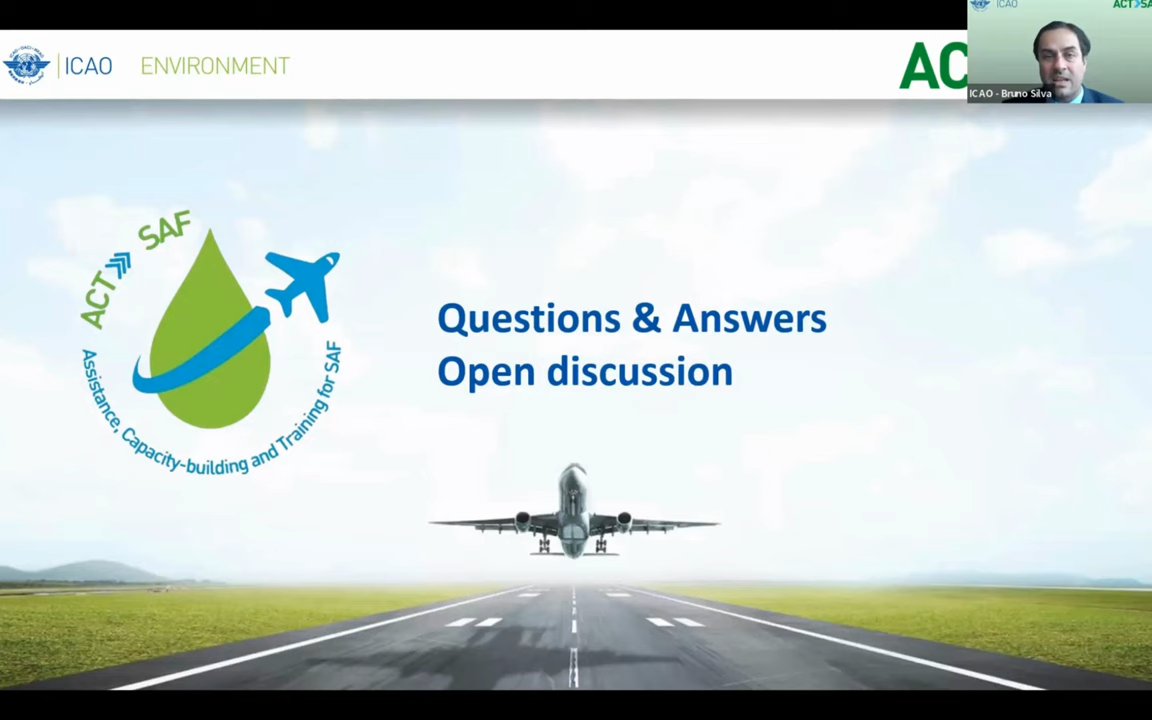 ICAO
ACT»SA
ICAO
ENVIRONMENT
AC
ICAO - Bruno Silva
ACT»» SAF
Questions & Answers
Open discussion
Assistance, Capacity-building and Training for SAF